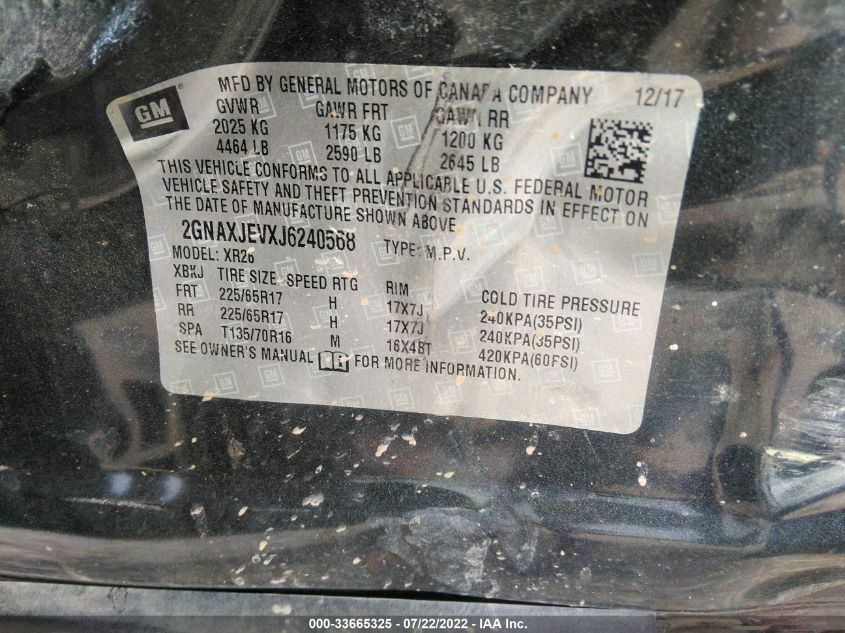 GM
MFD BY GENERAL MOTORS OF CANADA COMPANY 12/17
GVWR GAWR FRT GAWR RR
2025 KG 1175 KG 1200 KG
4464 LB 2590 LB 2645 LB
THIS VEHICLE CONFORMS TO ALL APPLICABLE U.S. FEDERAL MOTOR
VEHICLE SAFETY AND THEFT PREVENTION STANDARDS IN EFFECT ON
THE DATE OF MANUFACTURE SHOWN ABOVE.
2GNAXJEVXJ6240568 TYPE: M.P.V.
MODEL: XR26
XBKJ TIRE SIZE SPEED RTG RIM COLD TIRE PRESSURE
FRT 225/65R17 H 17X7J 240KPA(35PSI)
RR 225/65R17 H 17X7J 240KPA(35PSI)
SPA T135/70R16 M 16X4BT 420KPA(60PSI)
SEE OWNER'S MANUAL FOR MORE INFORMATION.
000-33665325 - 07/22/2022 - IAA Inc.